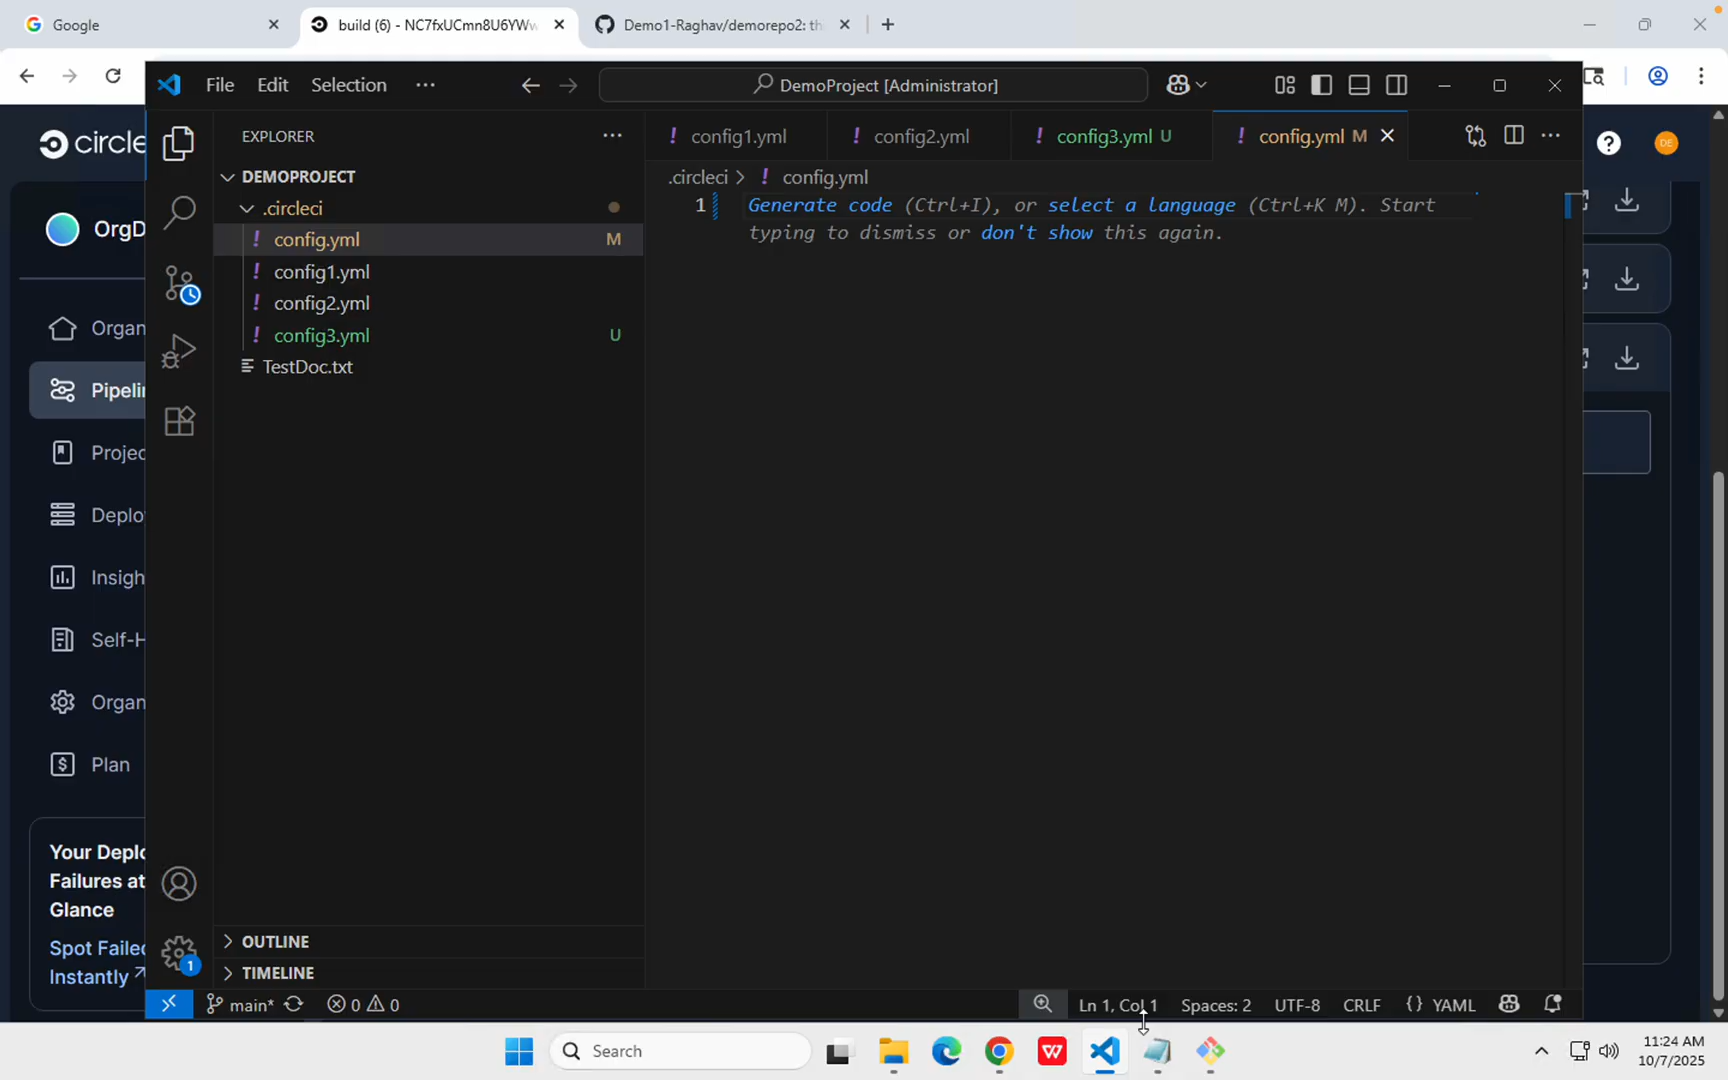 Google
build (6) - NC7fxUCmn8U6YW
Demo1-Raghav/demorepo2: th
File Edit Selection
DemoProject [Administrator]
circle
EXPLORER
config1.yml
config2.yml
config3.yml U
config.yml M
DEMOPROJECT
.circleci > config.yml
.circleci
1
Generate code (Ctrl+I), or select a language (Ctrl+K M). Start
typing to dismiss or don't show this again.
OrgD
config.yml M
config1.yml
config2.yml
config3.yml U
TestDoc.txt
Organ
Pipelin
Projec
Deplo
Insigh
Self-H
Organ
Plan
Your Deplo
Failures at
Glance
Spot Failed
Instantly
OUTLINE
TIMELINE
1
main*
0 0
Ln 1, Col 1
Spaces: 2
UTF-8
CRLF
{} YAML
Search
11:24 AM
10/7/2025
DE